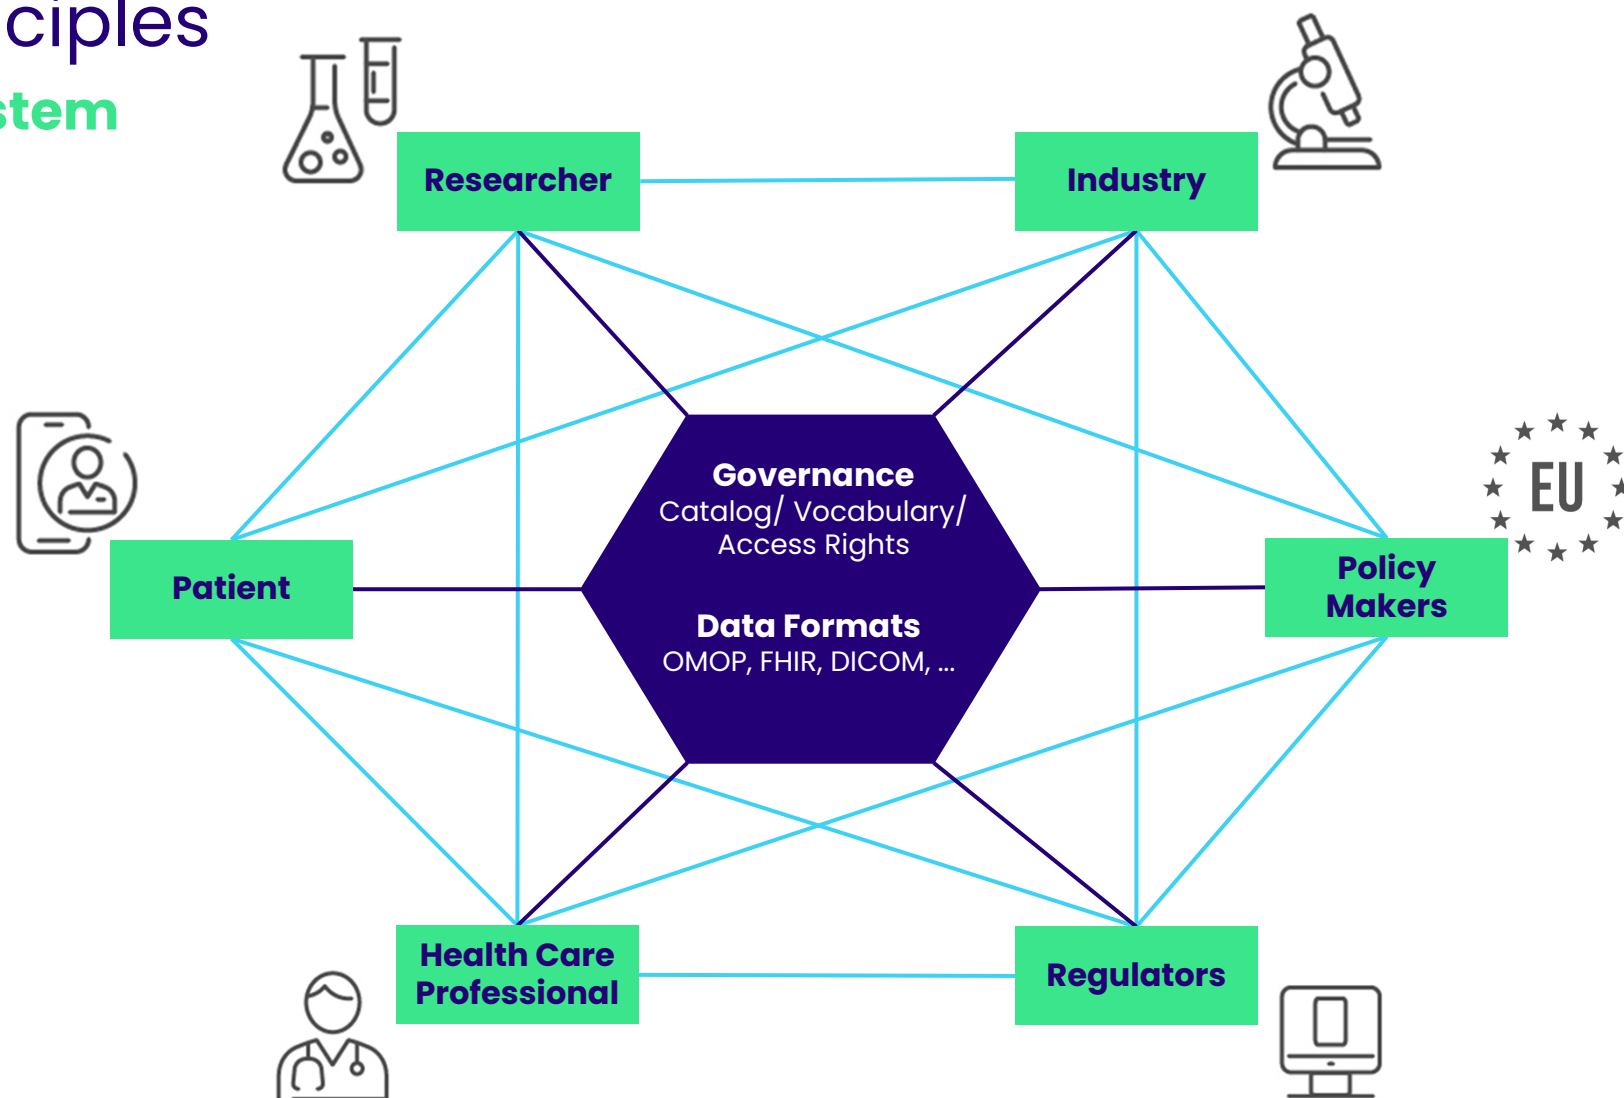 ciples
stem
Researcher
Industry
EU
Governance
Catalog/ Vocabulary/
Access Rights
Patient
Policy
Makers
Data Formats
OMOP, FHIR, DICOM, ...
Health Care
Professional
Regulators